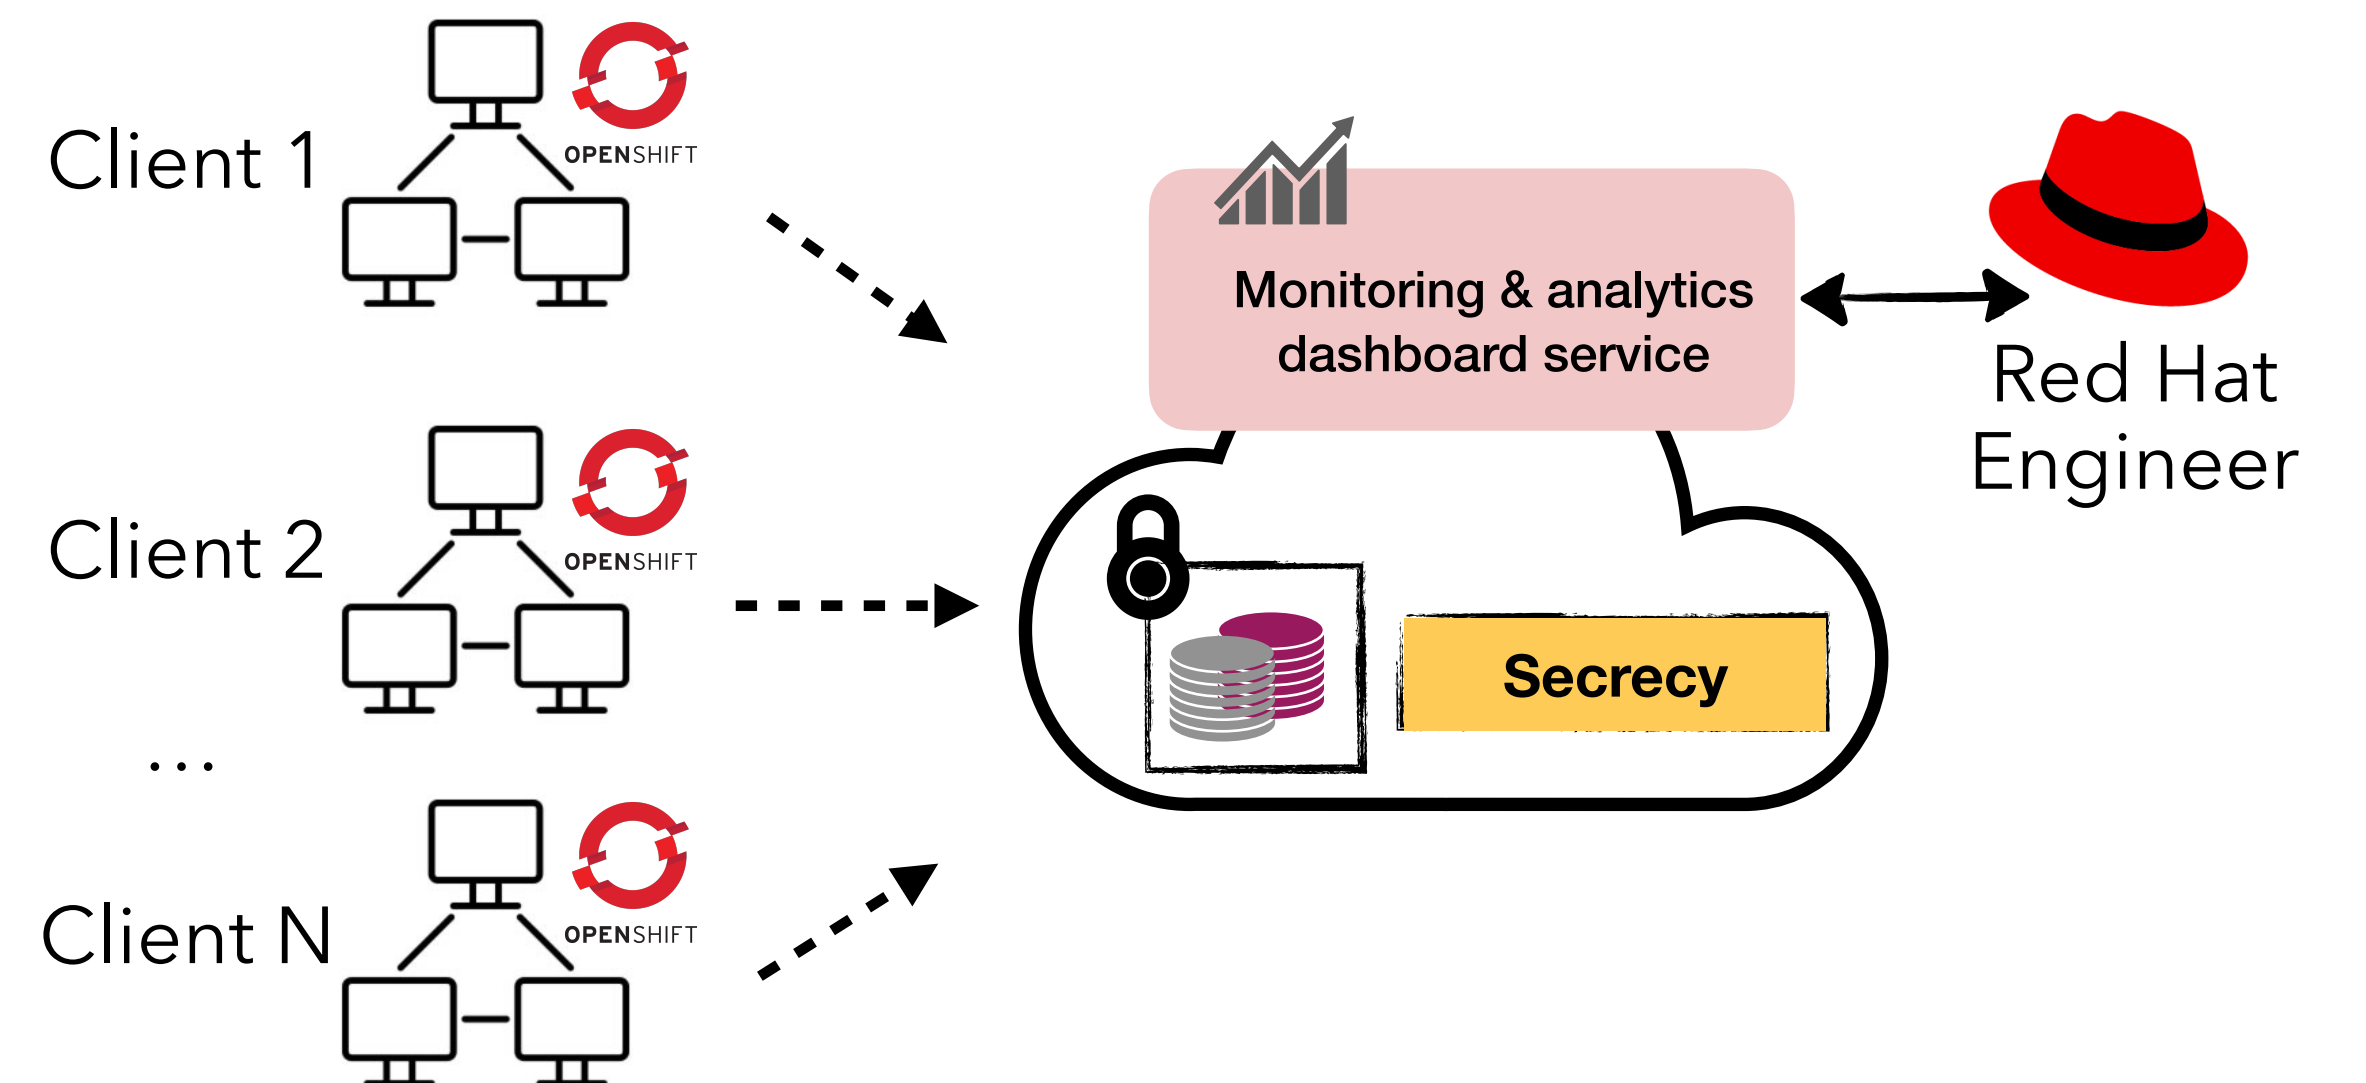 Client 1
OPENSHIFT
Monitoring & analytics
dashboard service
Red Hat
Engineer
Client 2
OPENSHIFT
Secrecy
...
Client N
OPENSHIFT